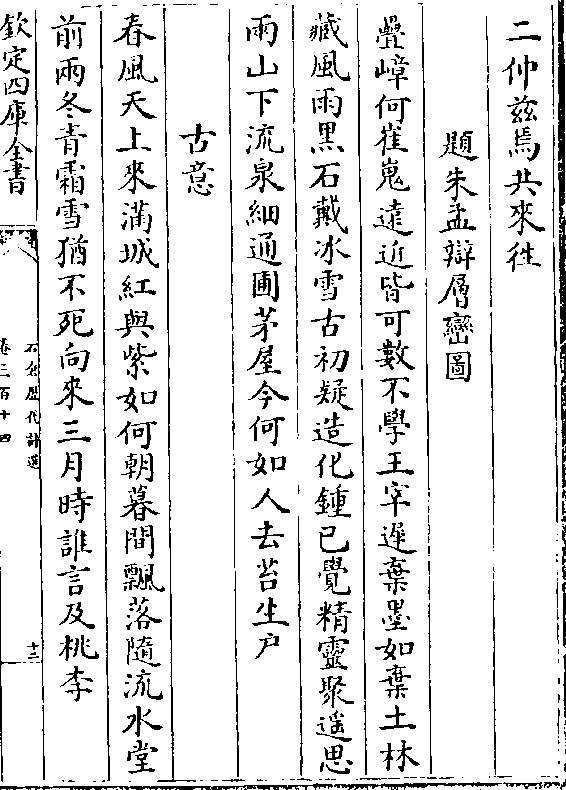 二仲茲焉共來往
題朱孟辯層巒圖
疊嶂何崔嵬遠近皆可數不學王宰遲棄墨如棄土林
藏風雨黑石戴冰雪古初疑造化鍾已覺精靈聚遥思
雨山下流泉細通圃茅屋今何如人去苔生户
古意
春風天上來滿城紅與紫如何朝暮間飄落隨流水堂
前兩冬青霜雪猶不死向來三月時誰言及桃李
欽定四庫全書
石倉歷代詩選
卷三百十四
十三